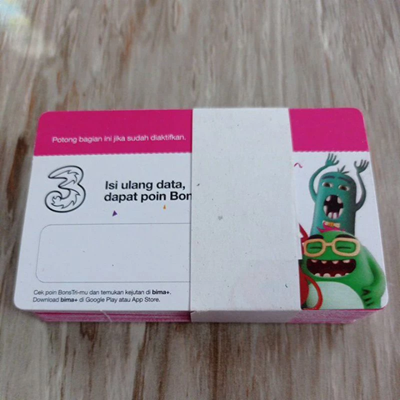 Potong bagian ini jika sudah diaktifkan.
3
Isi ulang data,
dapat poin Bon
Cek poin BonsTri-mu dan temukan kejutan di bima+.
Download bima+ di Google Play atau App Store.